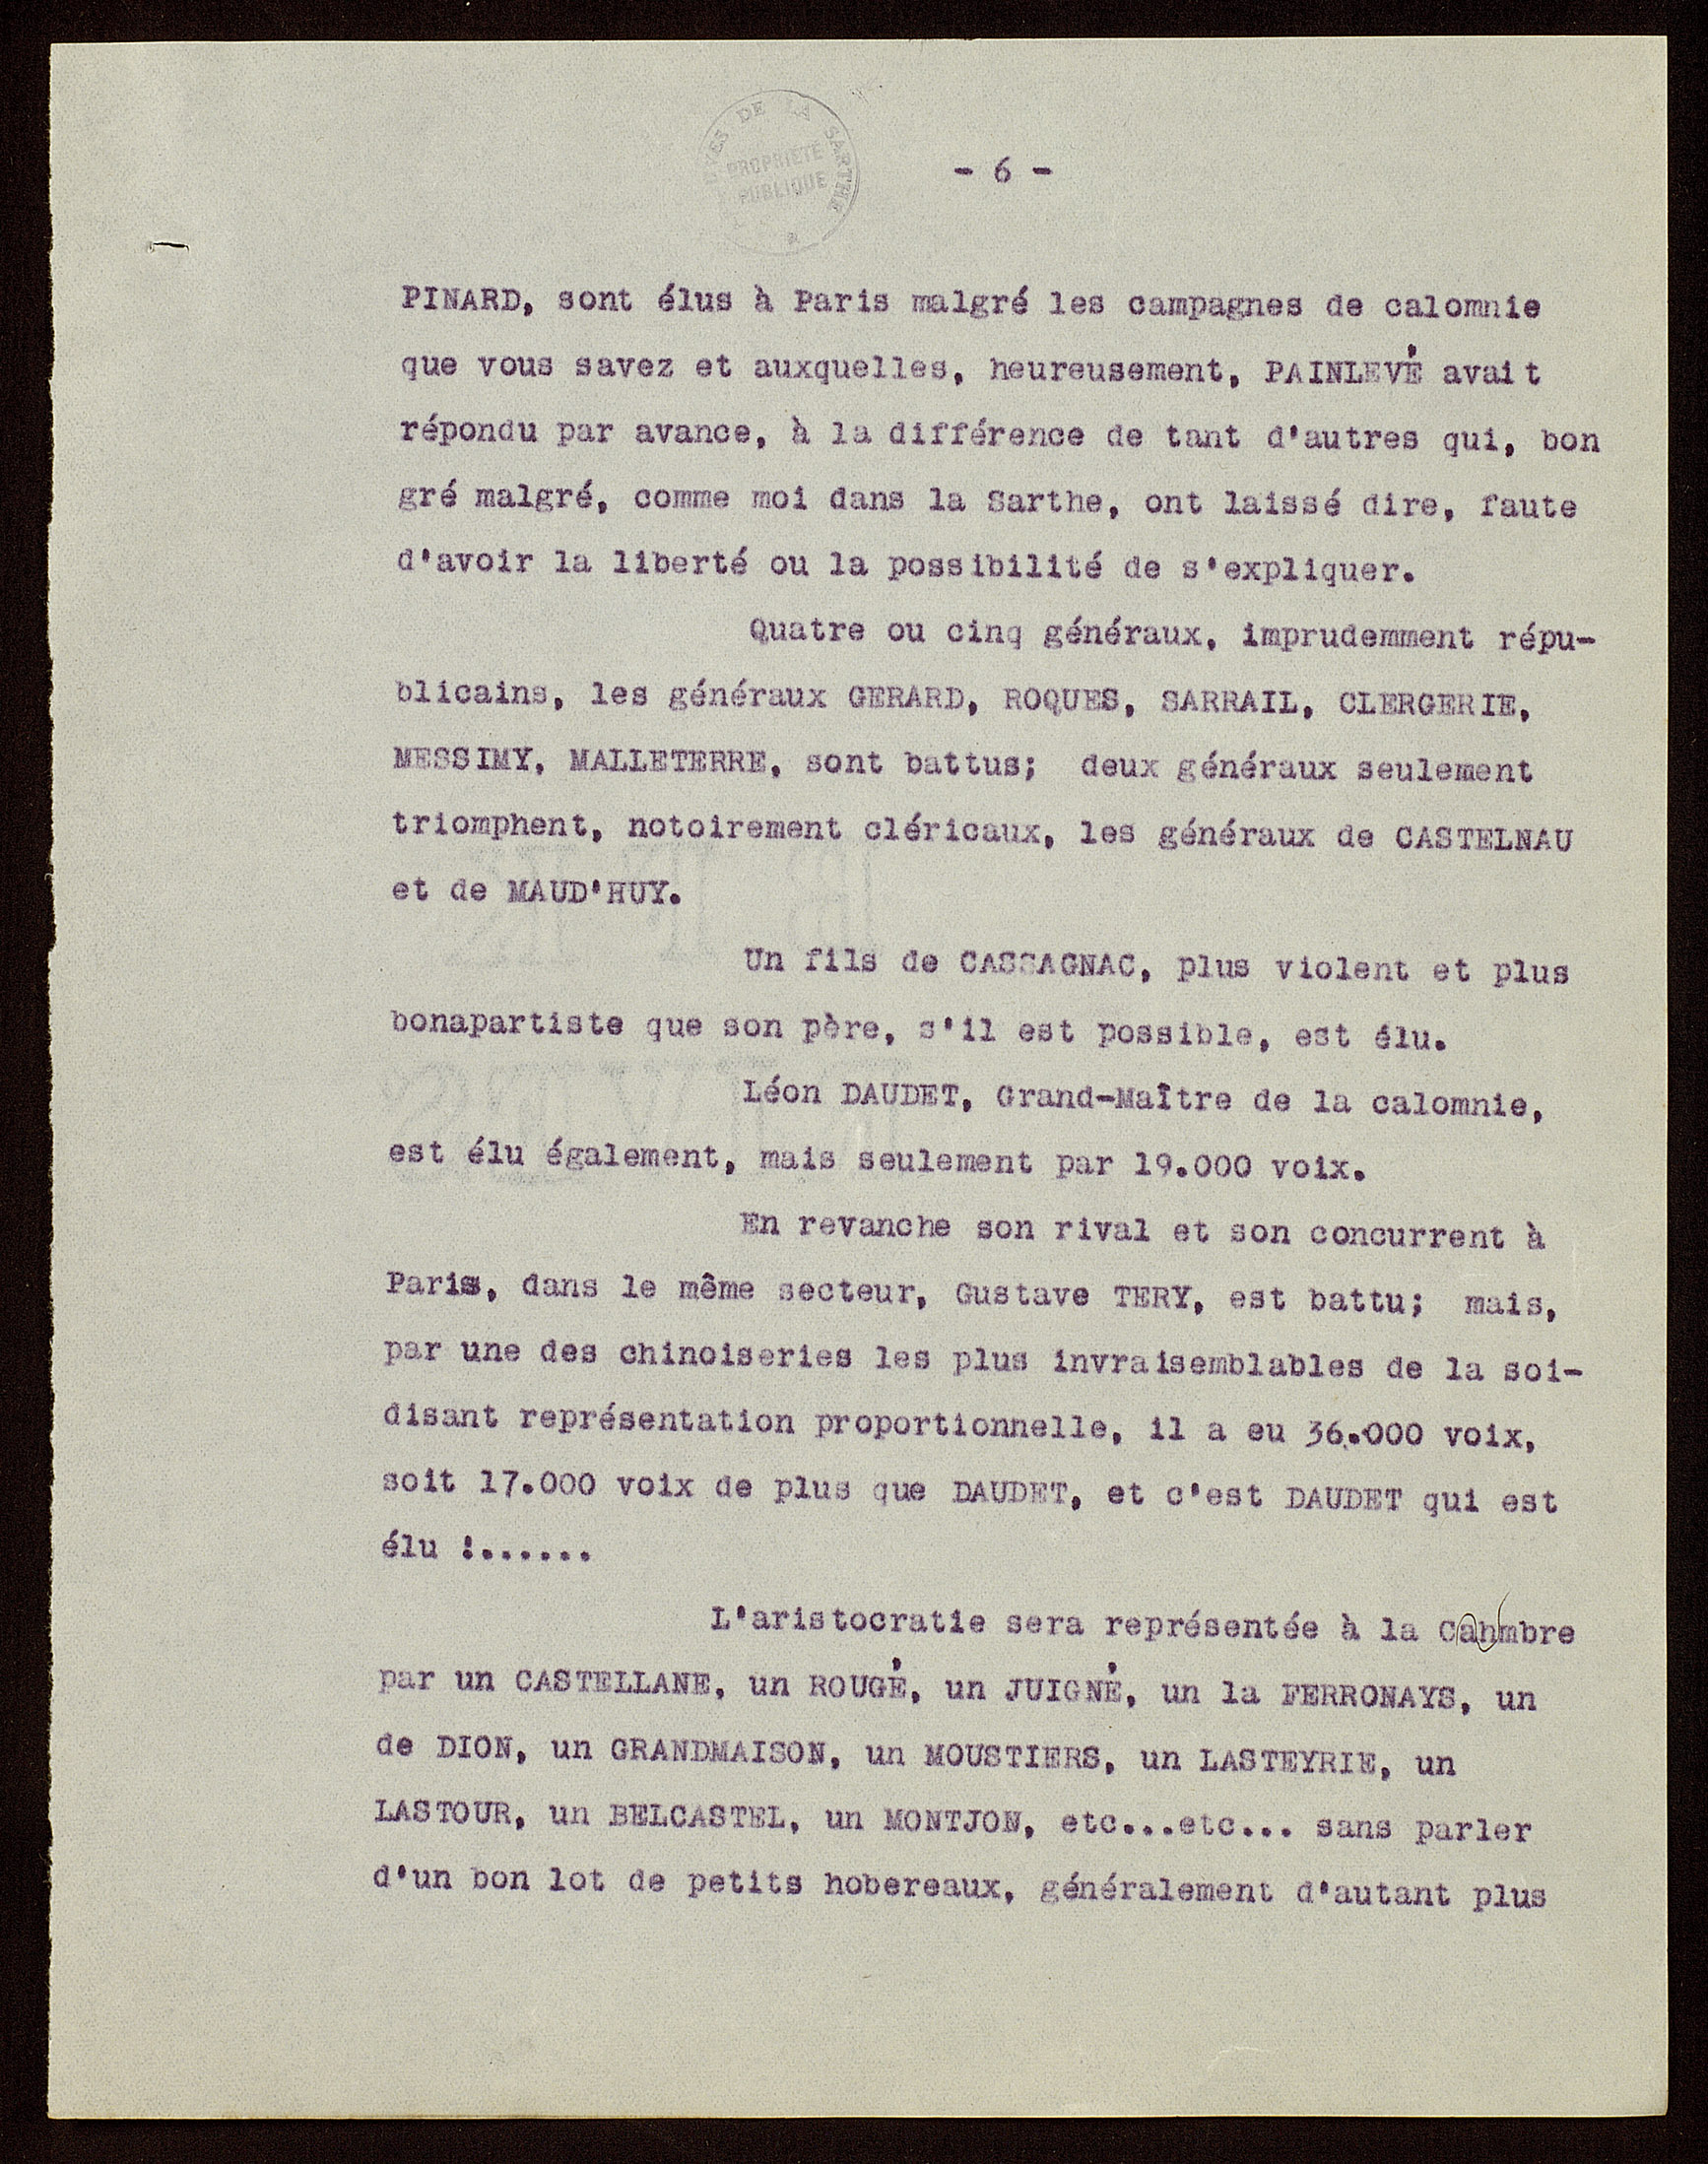 ES DE LA SARTHE
PROPRIÉTÉ
PUBLIQUE
- 6 -
PINARD, sont élus à Paris malgré les campagnes de calomnie
que vous savez et auxquelles, heureusement, PAINLEVÉ avait
répondu par avance, à la différence de tant d'autres qui, bon
gré malgré, comme moi dans la Sarthe, ont laissé dire, faute
d'avoir la liberté ou la possibilité de s'expliquer.
Quatre ou cinq généraux, imprudemment répu-
blicains, les généraux GERARD, ROQUES, SARRAIL, CLERGERIE,
MESSIMY, MALLETERRE, sont battus; deux généraux seulement
triomphent, notoirement cléricaux, les généraux de CASTELNAU
et de MAUD'HUY.
Un fils de CASSAGNAC, plus violent et plus
bonapartiste que son père, s'il est possible, est élu.
Léon DAUDET, Grand-Maître de la calomnie,
est élu également, mais seulement par 19.000 voix.
En revanche son rival et son concurrent à
Paris, dans le même secteur, Gustave TERY, est battu; mais,
par une des chinoiseries les plus invraisemblables de la soi-
disant représentation proportionnelle, il a eu 36.000 voix,
soit 17.000 voix de plus que DAUDET, et c'est DAUDET qui est
élu !......
L'aristocratie sera représentée à la Cahmbre
par un CASTELLANE, un ROUGÉ, un JUIGNÉ, un la FERRONAYS, un
de DION, un GRANDMAISON, un MOUSTIERS, un LASTEYRIE, un
LASTOUR, un BELCASTEL, un MONTJON, etc...etc... sans parler
d'un bon lot de petits hobereaux, généralement d'autant plus